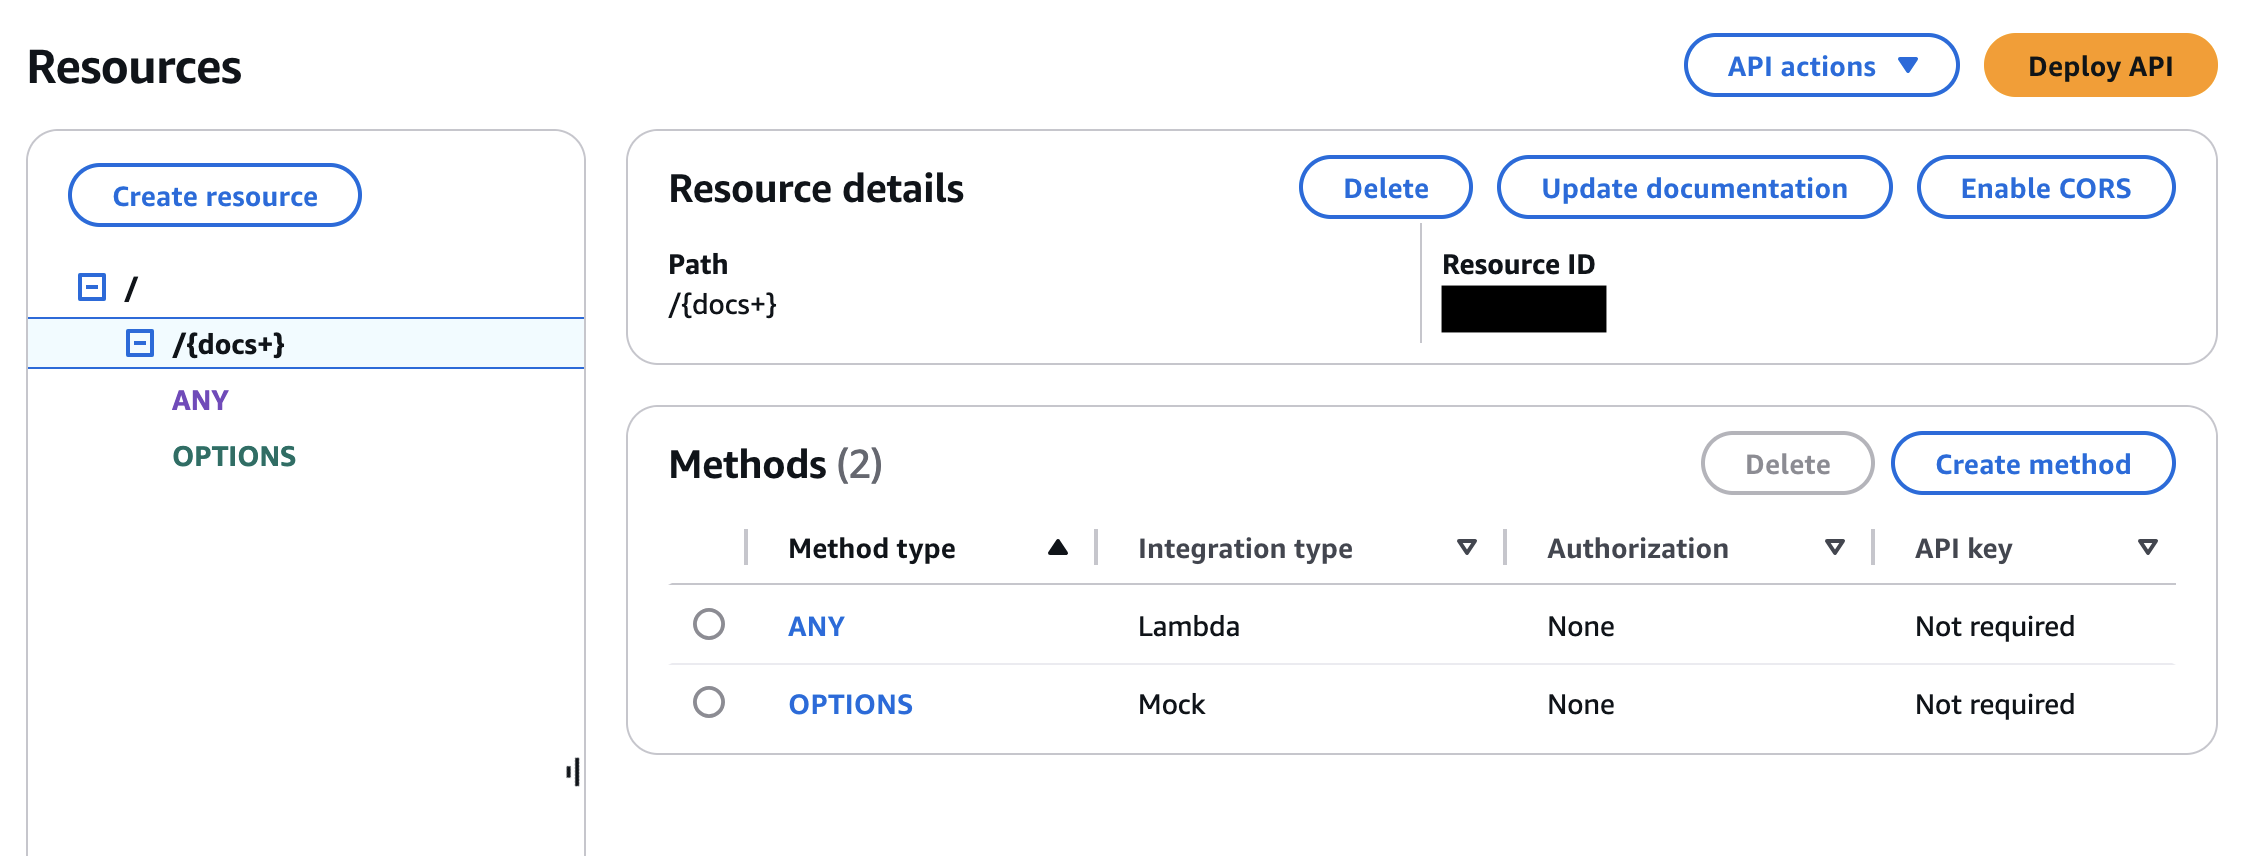 Resources
API actions
Deploy API
Create resource
/
/{docs+}
ANY
OPTIONS
Resource details
Delete
Update documentation
Enable CORS
Path
/{docs+}
Resource ID
Methods (2)
Delete
Create method
Method type
Integration type
Authorization
API key
ANY
Lambda
None
Not required
OPTIONS
Mock
None
Not required